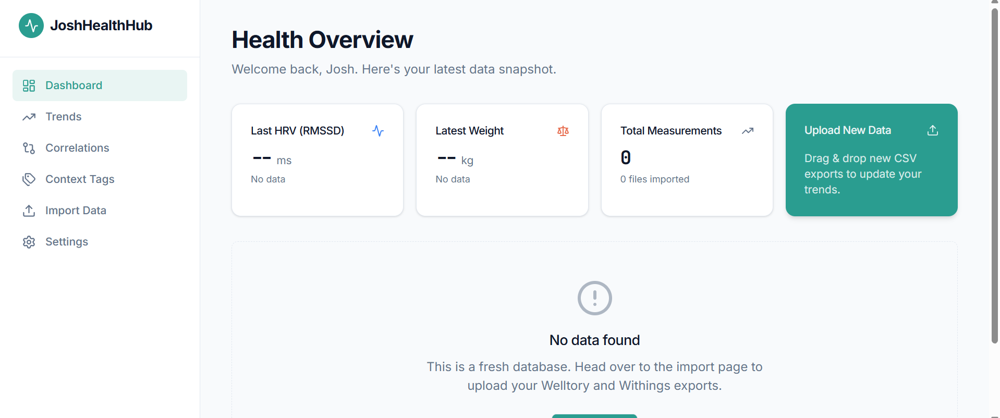 JoshHealthHub
Dashboard
Trends
Correlations
Context Tags
Import Data
Settings
Health Overview
Welcome back, Josh. Here's your latest data snapshot.
Last HRV (RMSSD)
-- ms
No data
Latest Weight
-- kg
No data
Total Measurements
0
0 files imported
Upload New Data
Drag & drop new CSV
exports to update your
trends.
No data found
This is a fresh database. Head over to the import page to
upload your Welltory and Withings exports.